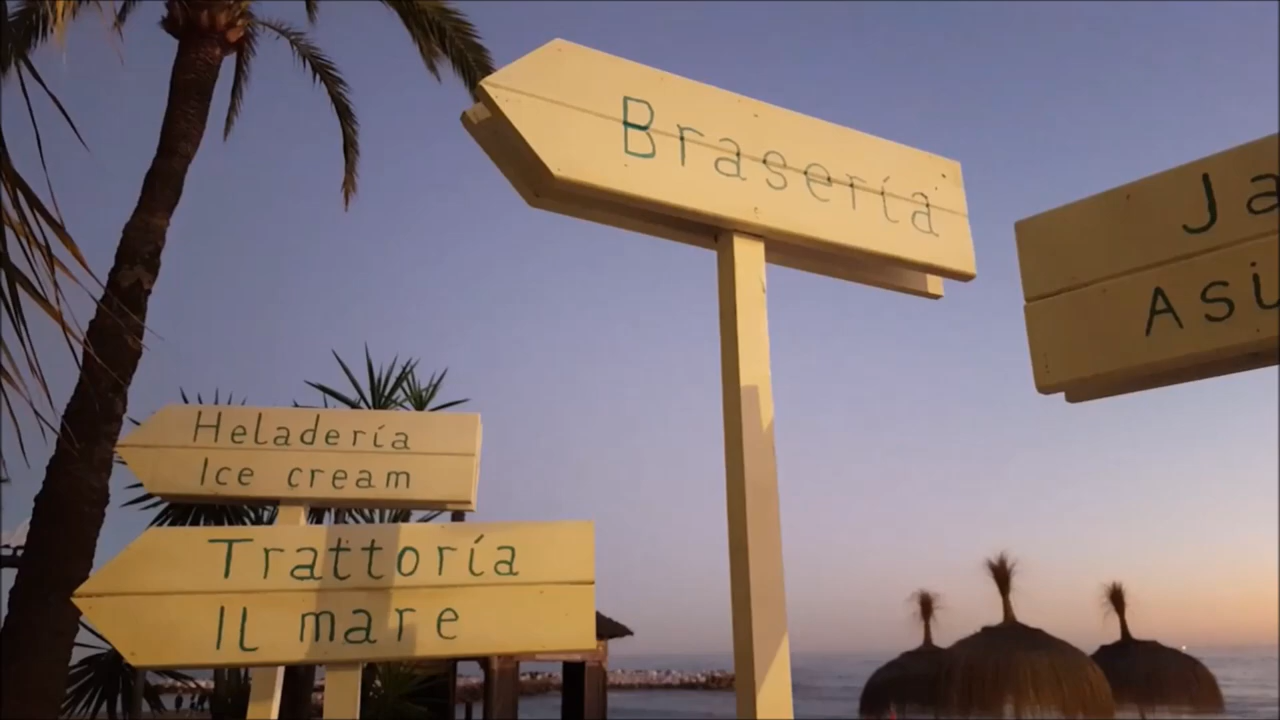 Brasería
Heladería
Ice cream
Trattoría
Il mare
Ja
Asi